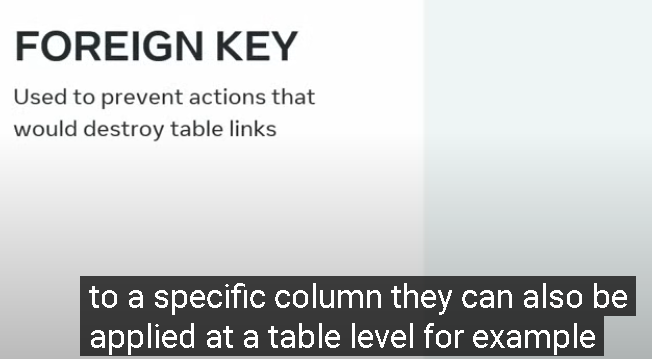 FOREIGN KEY
Used to prevent actions that
would destroy table links
to a specific column they can also be
applied at a table level for example